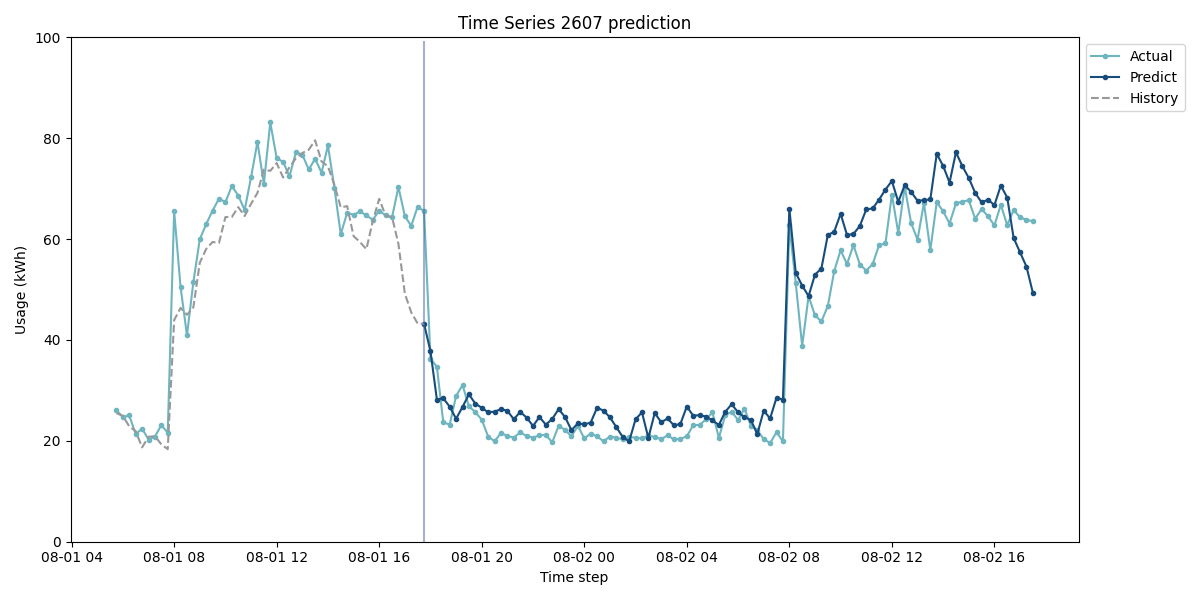 Time Series 2607 prediction
Actual
Predict
History
Usage (kWh)
100
80
60
40
20
0
08-01 04 08-01 08 08-01 12 08-01 16 08-01 20 08-02 00 08-02 04 08-02 08 08-02 12 08-02 16
Time step